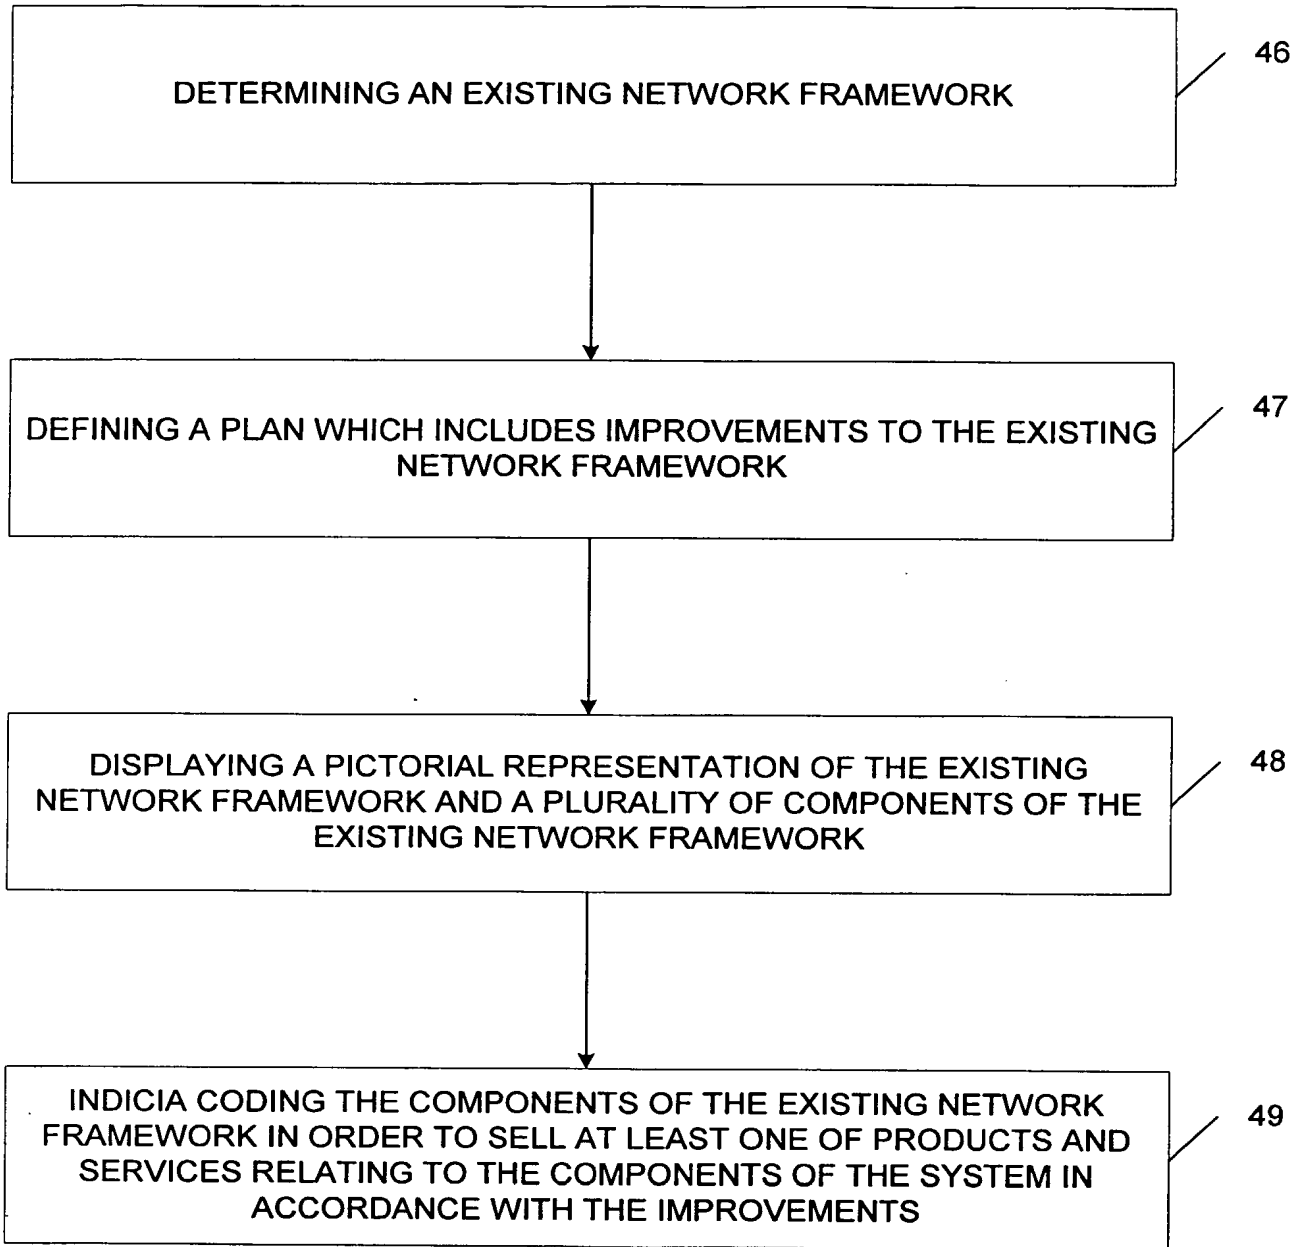 DETERMINING AN EXISTING NETWORK FRAMEWORK
46
DEFINING A PLAN WHICH INCLUDES IMPROVEMENTS TO THE EXISTING
NETWORK FRAMEWORK
47
DISPLAYING A PICTORIAL REPRESENTATION OF THE EXISTING
NETWORK FRAMEWORK AND A PLURALITY OF COMPONENTS OF THE
EXISTING NETWORK FRAMEWORK
48
INDICIA CODING THE COMPONENTS OF THE EXISTING NETWORK
FRAMEWORK IN ORDER TO SELL AT LEAST ONE OF PRODUCTS AND
SERVICES RELATING TO THE COMPONENTS OF THE SYSTEM IN
ACCORDANCE WITH THE IMPROVEMENTS
49